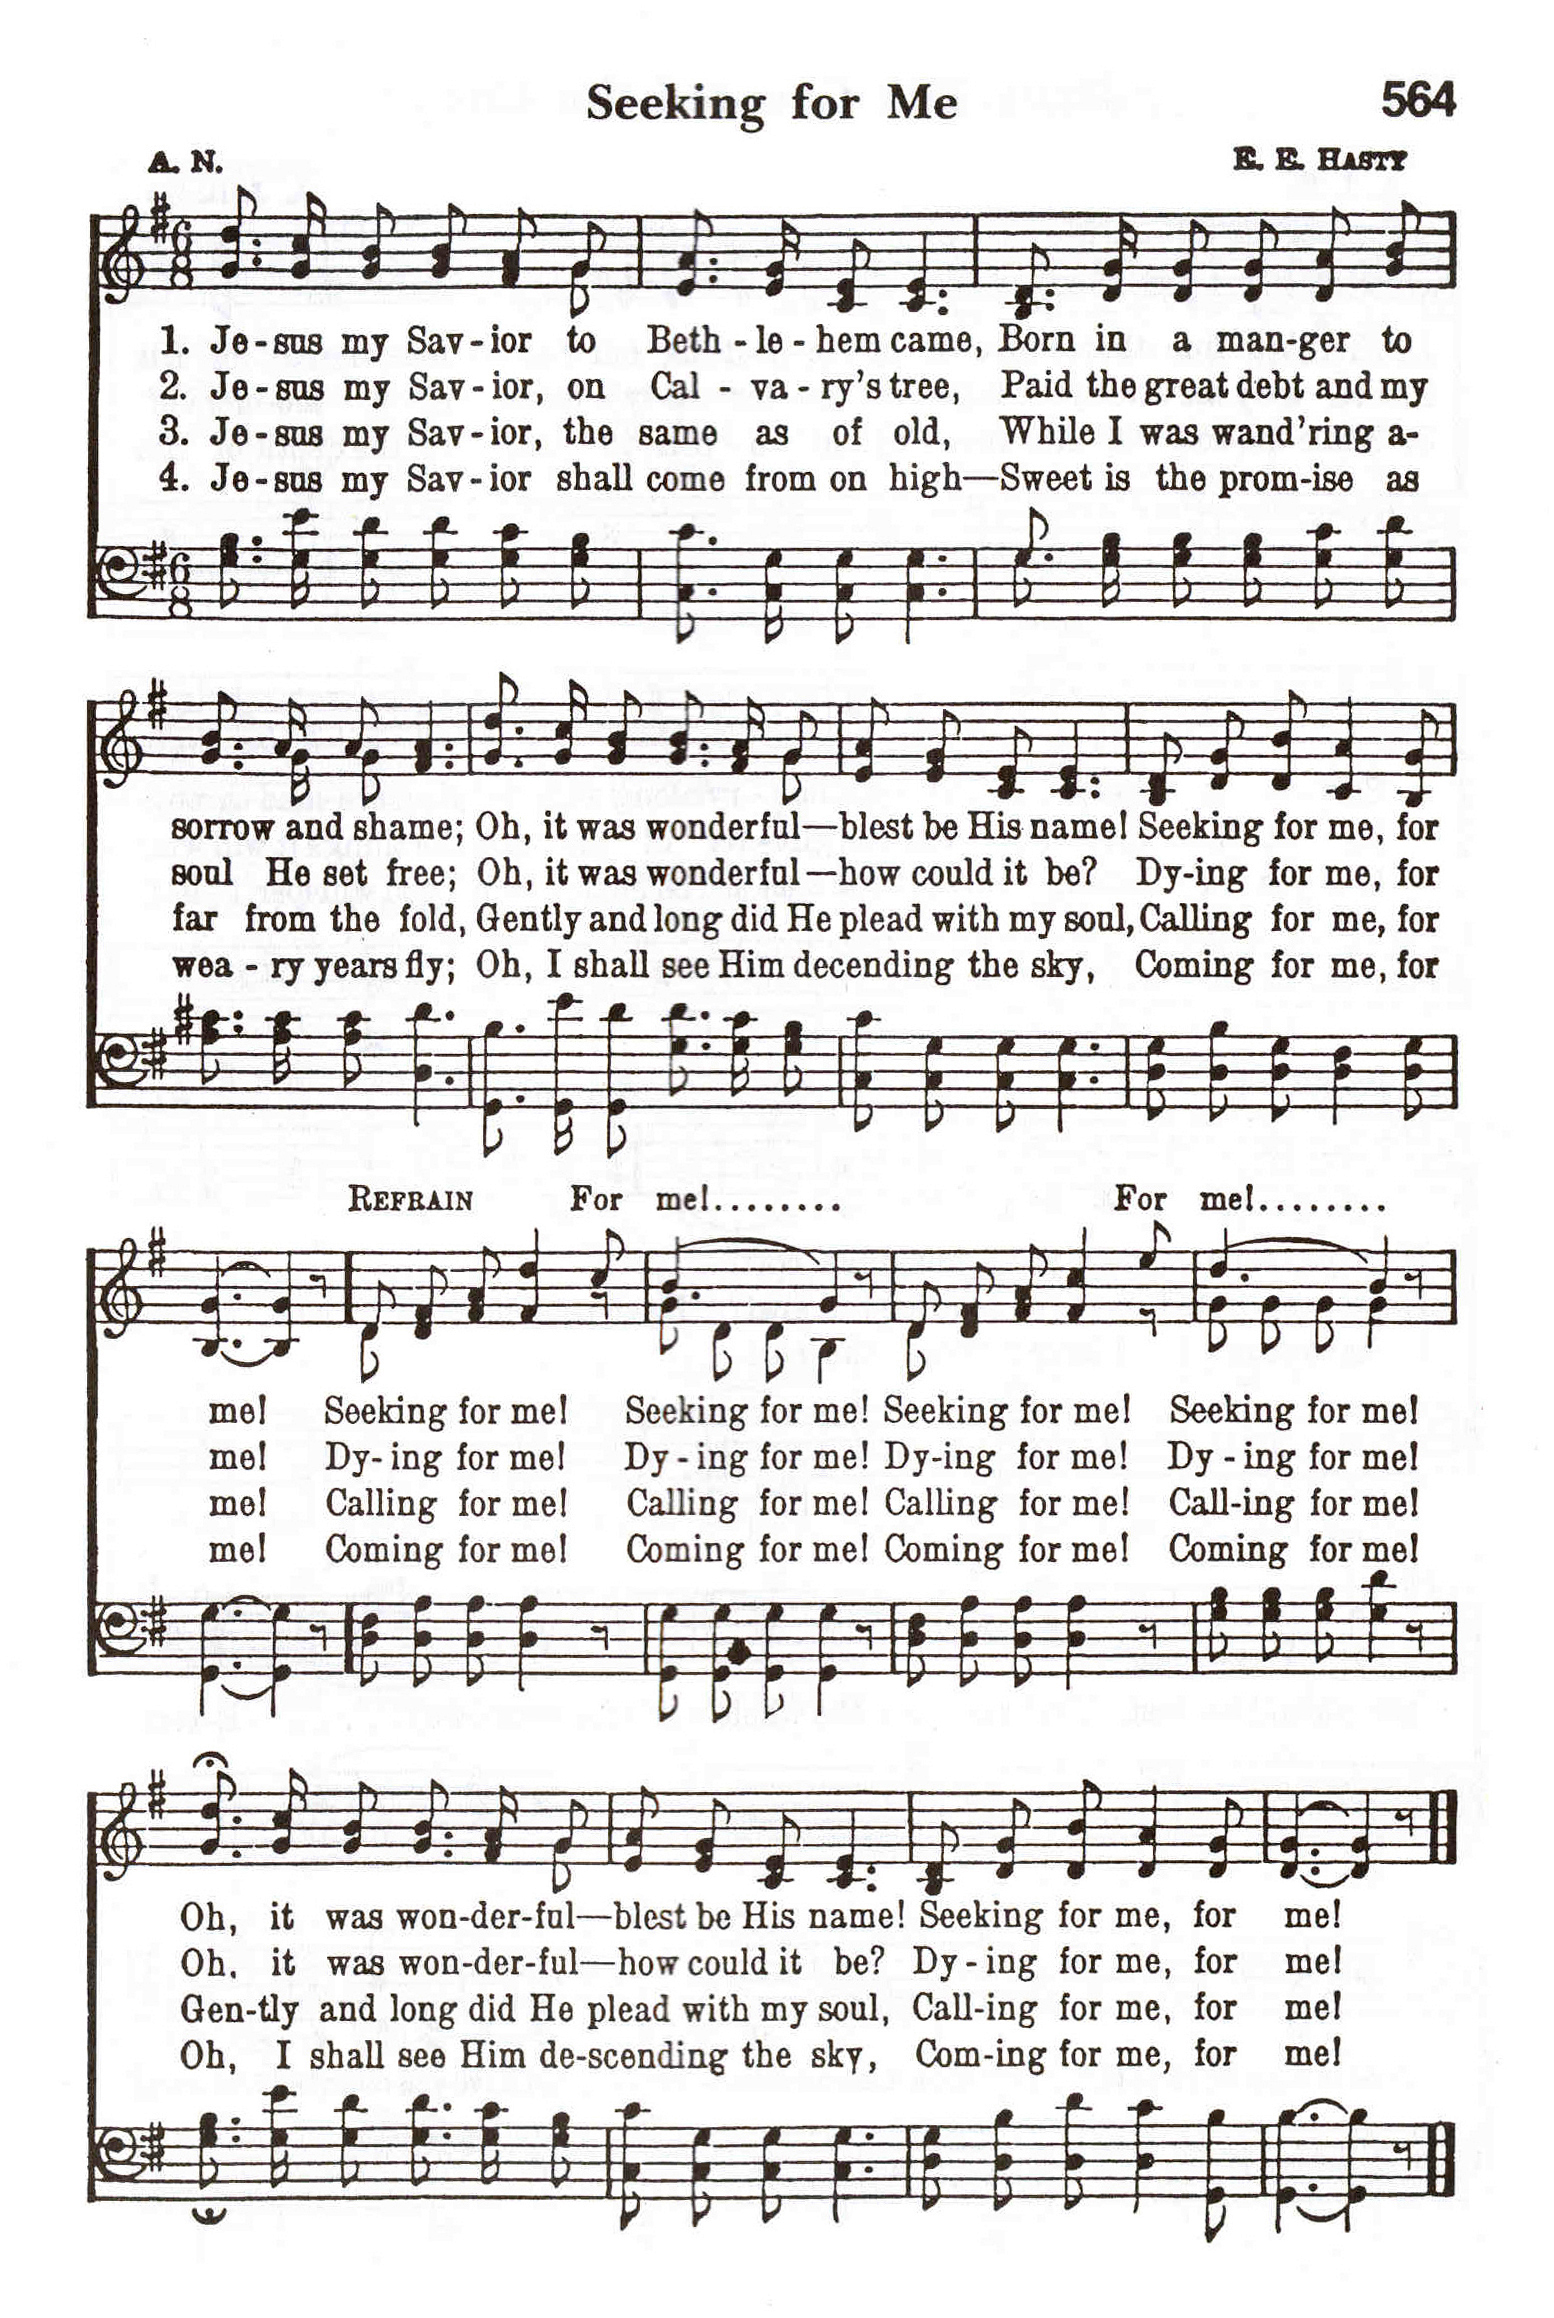 Seeking for Me
564
A. N.
E. E. HASTY
1. Je-sus my Sav-ior to Beth-le-hem came, Born in a man-ger to
2. Je-sus my Sav-ior, on Cal-va-ry's tree, Paid the great debt and my
3. Je-sus my Sav-ior, the same as of old, While I was wand'ring a-
4. Je-sus my Sav-ior shall come from on high—Sweet is the prom-ise as
sorrow and shame; Oh, it was wonderful—blest be His name! Seeking for me, for
soul He set free; Oh, it was wonderful—how could it be? Dy-ing for me, for
far from the fold, Gently and long did He plead with my soul, Calling for me, for
wea-ry years fly; Oh, I shall see Him decending the sky, Coming for me, for
REFRAIN For me!......... For me!.........
me! Seeking for me! Seeking for me! Seeking for me! Seeking for me!
me! Dy-ing for me! Dy-ing for me! Dy-ing for me! Dy-ing for me!
me! Calling for me! Calling for me! Calling for me! Call-ing for me!
me! Coming for me! Coming for me! Coming for me! Coming for me!
Oh, it was won-der-ful—blest be His name! Seeking for me, for me!
Oh, it was won-der-ful—how could it be? Dy-ing for me, for me!
Gen-tly and long did He plead with my soul, Call-ing for me, for me!
Oh, I shall see Him de-scending the sky, Com-ing for me, for me!